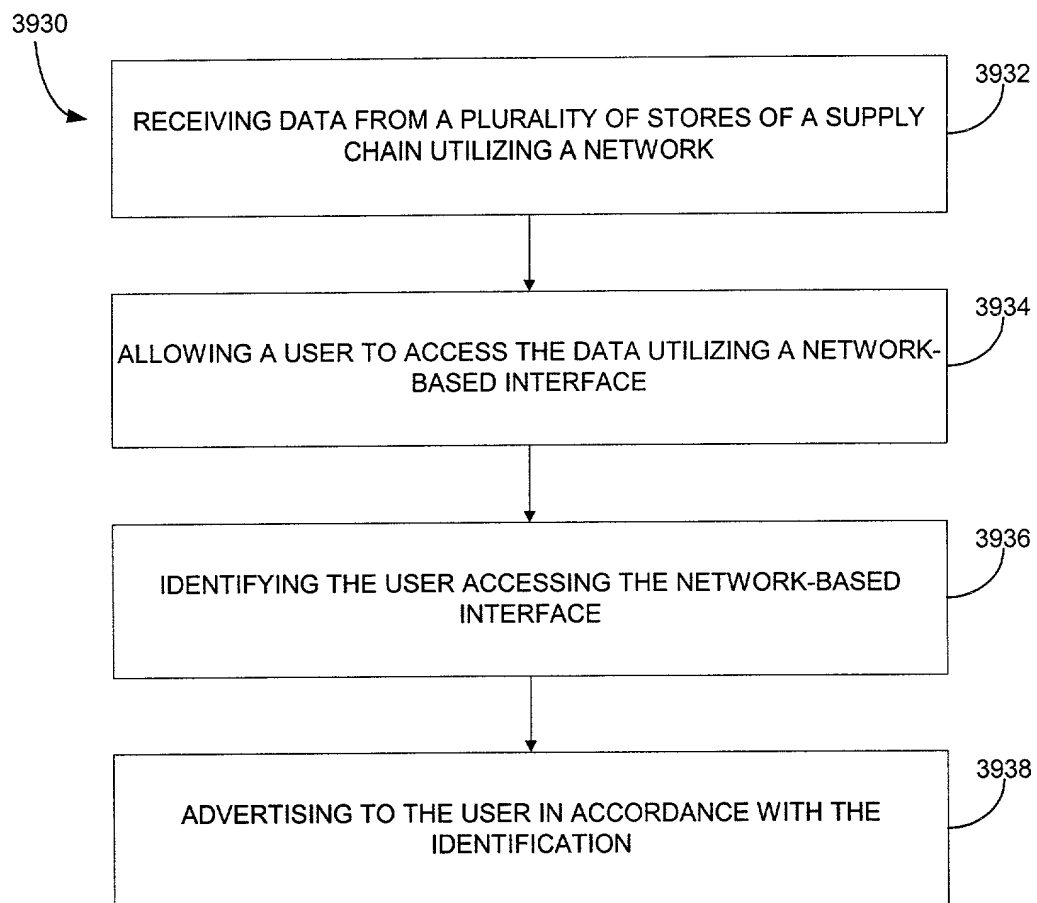 3930
3932
RECEIVING DATA FROM A PLURALITY OF STORES OF A SUPPLY
CHAIN UTILIZING A NETWORK
3934
ALLOWING A USER TO ACCESS THE DATA UTILIZING A NETWORK-
BASED INTERFACE
3936
IDENTIFYING THE USER ACCESSING THE NETWORK-BASED
INTERFACE
3938
ADVERTISING TO THE USER IN ACCORDANCE WITH THE
IDENTIFICATION